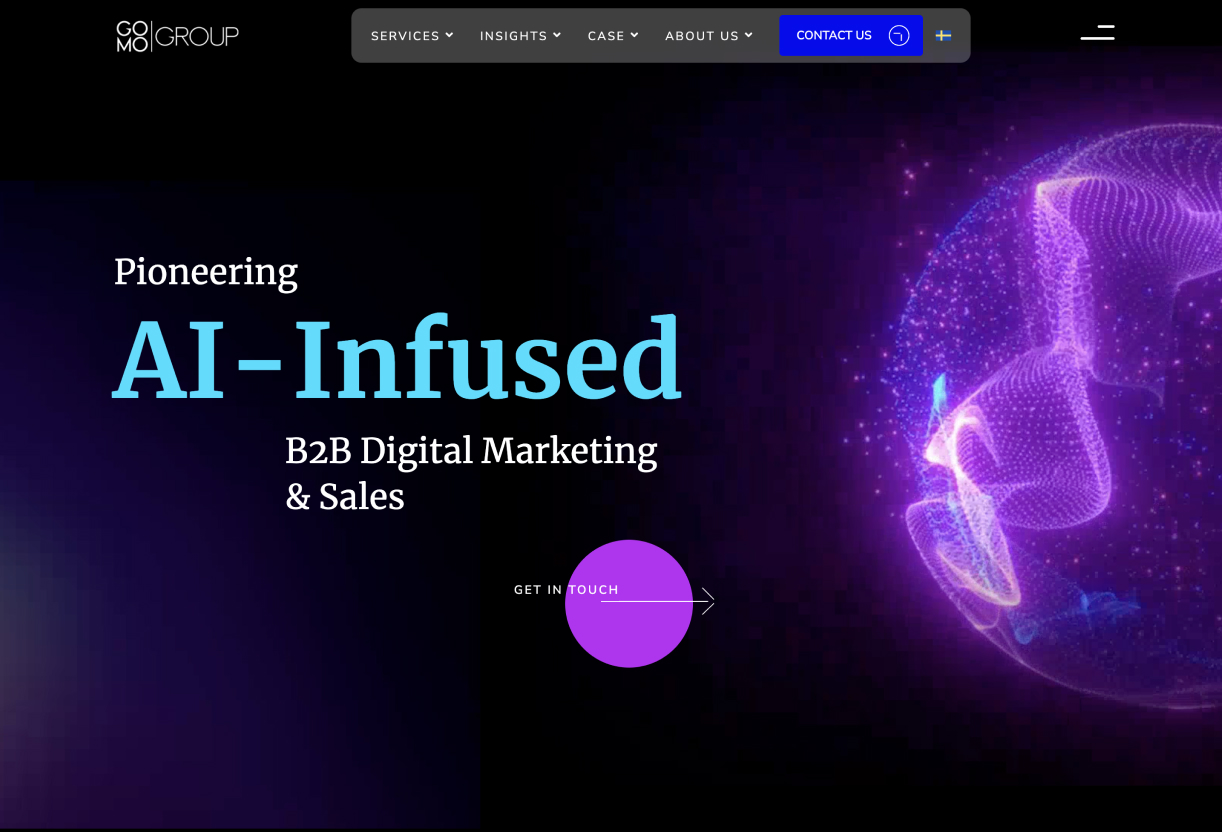 GO
MO GROUP
SERVICES
INSIGHTS
CASE
ABOUT US
CONTACT US
Pioneering
AI-Infused
B2B Digital Marketing
& Sales
GET IN TOUCH